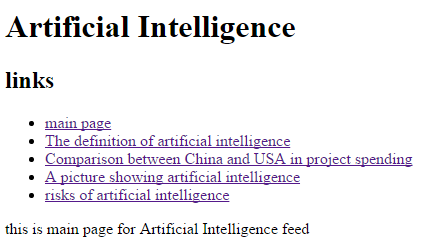 Artificial Intelligence
links
main page
The definition of artificial intelligence
Comparison between China and USA in project spending
A picture showing artificial intelligence
risks of artificial intelligence
this is main page for Artificial Intelligence feed